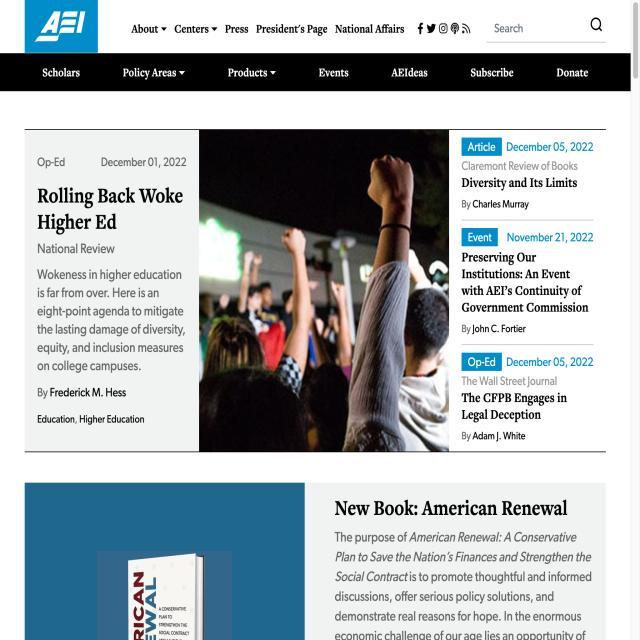 AEI
About
Centers
Press
President's Page
National Affairs
Search
Scholars
Policy Areas
Products
Events
AEIdeas
Subscribe
Donate
Op-Ed
December 01, 2022
Rolling Back Woke
Higher Ed
National Review
Wokeness in higher education
is far from over. Here is an
eight-point agenda to mitigate
the lasting damage of diversity,
equity, and inclusion measures
on college campuses.
By Frederick M. Hess
Education, Higher Education
Article December 05, 2022
Claremont Review of Books
Diversity and Its Limits
By Charles Murray
Event November 21, 2022
Preserving Our
Institutions: An Event
with AEI's Continuity of
Government Commission
By John C. Fortier
Op-Ed December 05, 2022
The Wall Street Journal
The CFPB Engages in
Legal Deception
By Adam J. White
RICAN
EWAL
A CONSERVATIVE
PLAN TO
STRENGTHEN THE
SOCIAL CONTRACT
New Book: American Renewal
The purpose of American Renewal: A Conservative
Plan to Save the Nation's Finances and Strengthen the
Social Contract is to promote thoughtful and informed
discussions, offer serious policy solutions, and
demonstrate real reasons for hope. In the enormous
economic challenge of our age lies an opportunity of